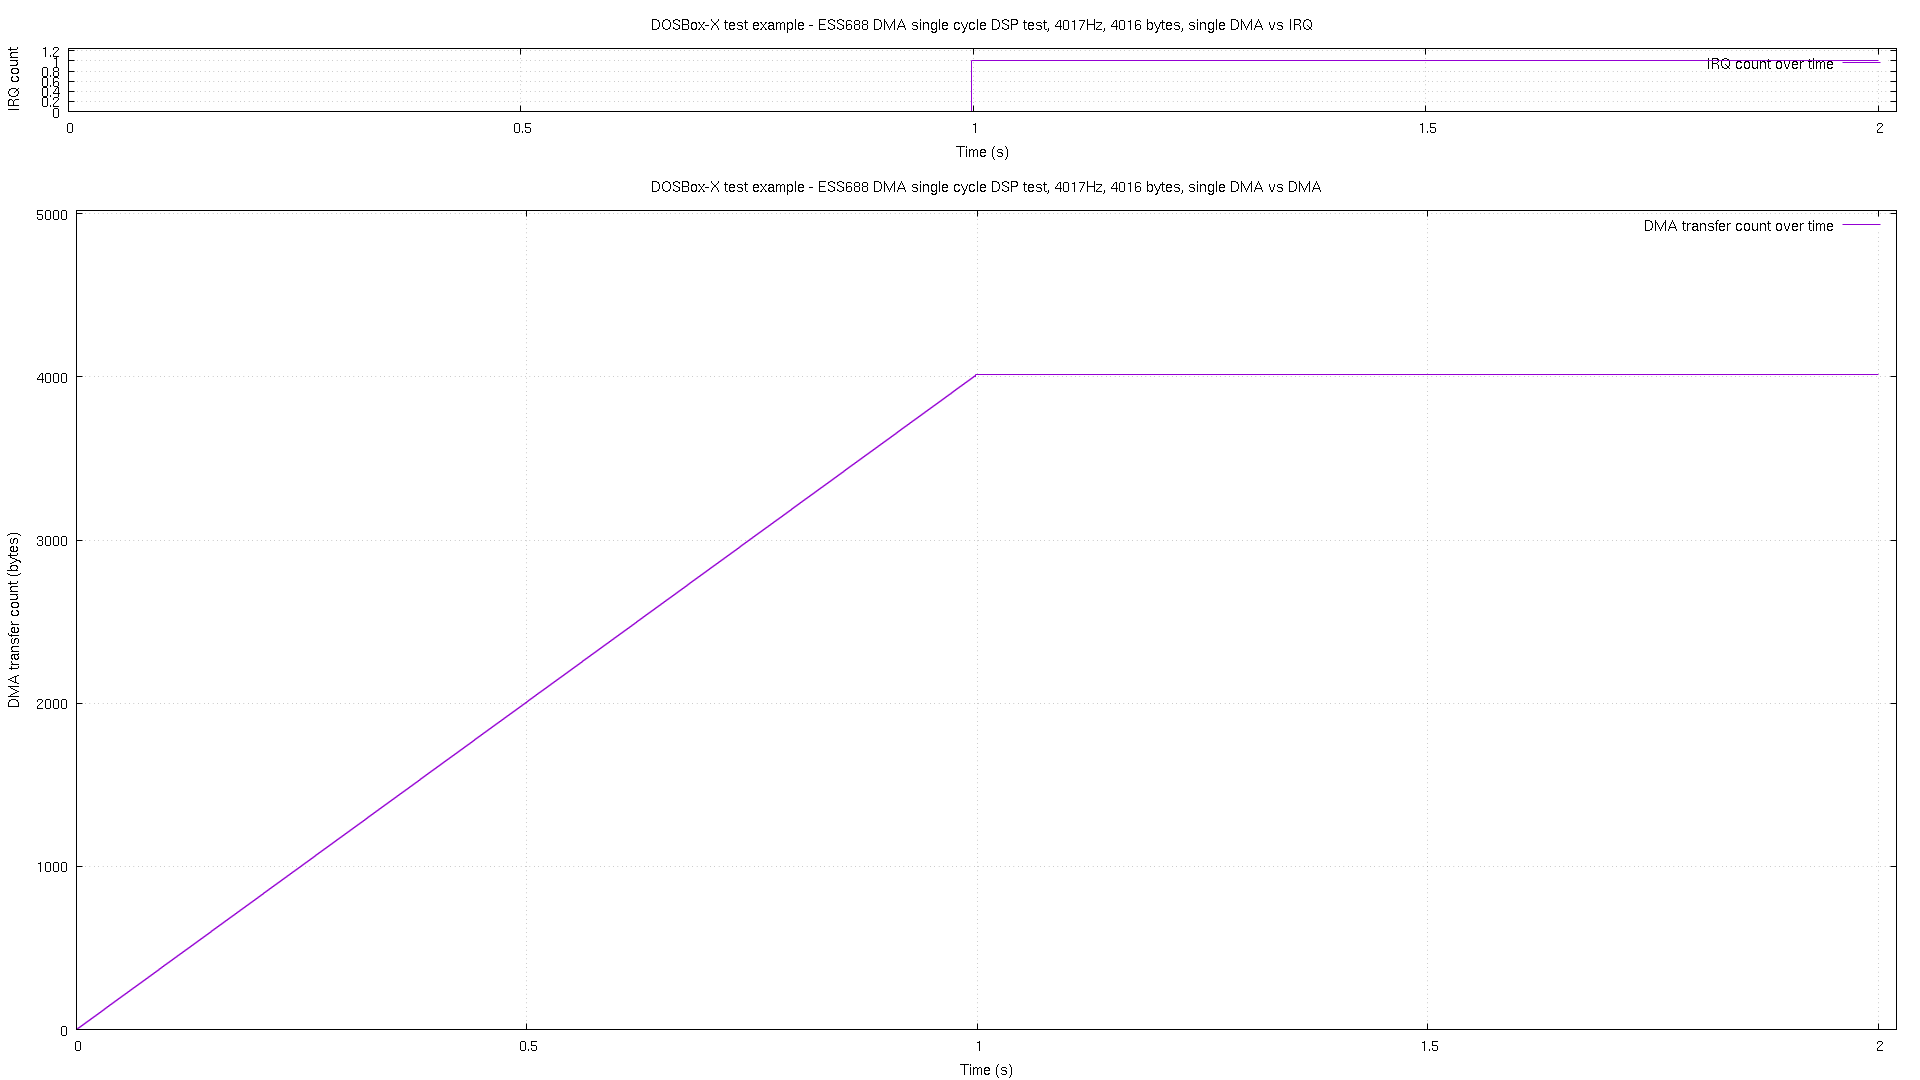 DOSBox-X test example - ESS688 DMA single cycle DSP test, 4017Hz, 4016 bytes, single DMA vs IRQ
IRQ count
1.2
1
0.8
0.6
0.4
0.2
0
IRQ count over time
0 0.5 1 1.5 2
Time (s)
DOSBox-X test example - ESS688 DMA single cycle DSP test, 4017Hz, 4016 bytes, single DMA vs DMA
DMA transfer count (bytes)
5000
DMA transfer count over time
4000
3000
2000
1000
0
0 0.5 1 1.5 2
Time (s)